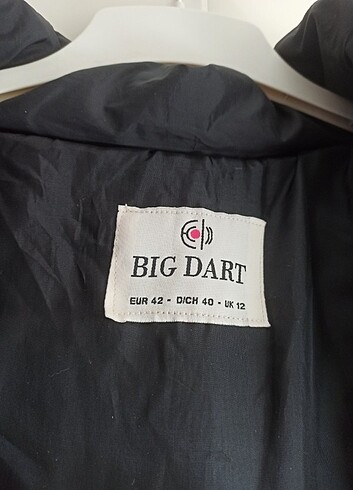 BIG DART
EUR 42 - D/CH 40 - UK 12